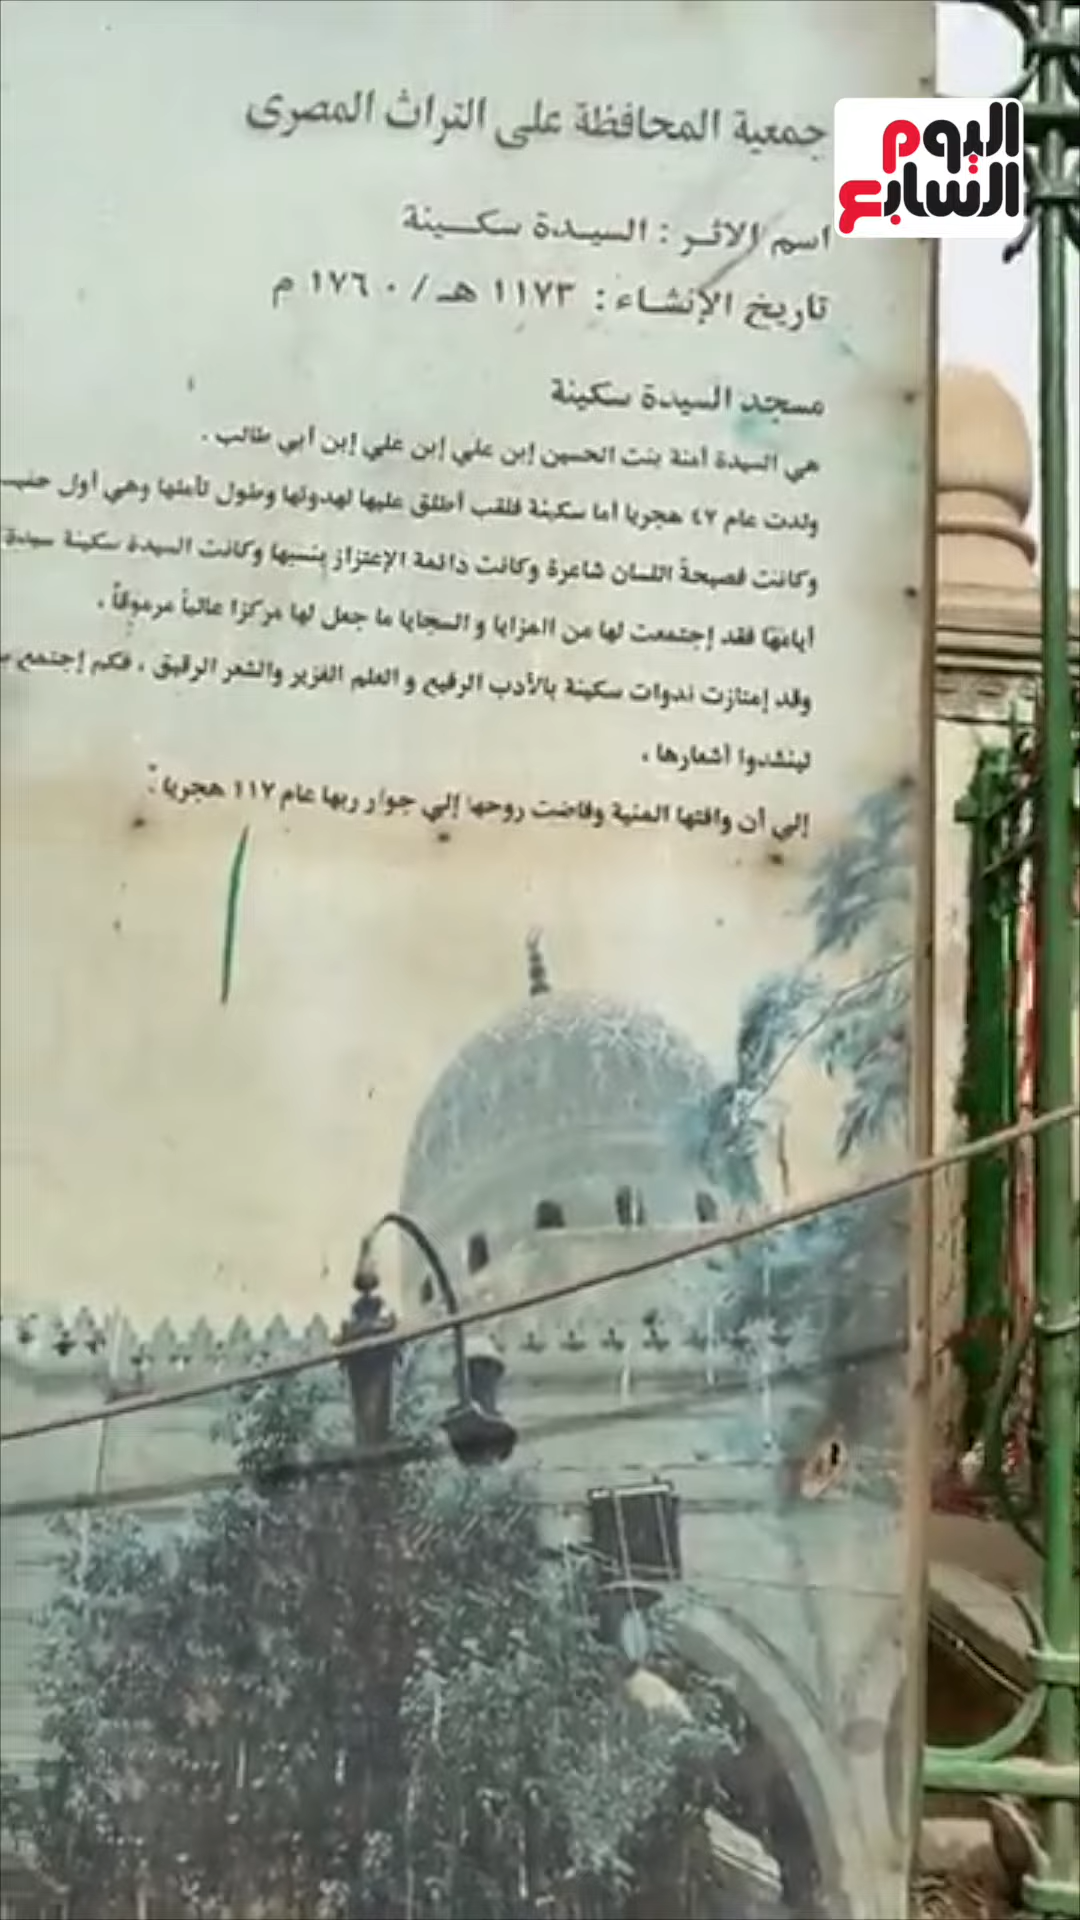 اليوم السابع
جمعية المحافظة على التراث المصرى
اسم الاثر : السيدة سكينة
تاريخ الإنشاء : ١١٧٣ هـ / ١٧٦٠ م
مسجد السيدة سكينة
هي السيدة أمنة بنت الحسين إبن علي إبن علي إبن أبي طالب .
ولدت عام ٤٧ هجريا أما سكينة فلقب أطلق عليها لهدوئها وطول تأملها وهي أول
وكانت فصيحة اللسان شاعرة وكانت دائمة الإعتزاز بنسبها وكانت السيدة سكينة سيدة
أيامها فقد إجتمعت لها من المزايا و السجايا ما جعل لها مركزا عالياً مرموقاً .
وقد إمتازت ندوات سكينة بالأدب الرفيع و العلم الغزير والشعر الرقيق ، فكم إجتمع
لينشدوا أشعارها .
إلي أن وافتها المنية وفاضت روحها إلي جوار ربها عام ١١٧ هجريا .